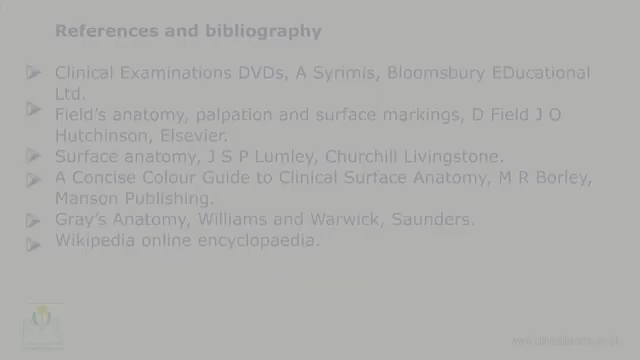 References and bibliography
Clinical Examinations DVDs, A Syrimis, Bloomsbury EDucational
Ltd.
Field's anatomy, palpation and surface markings, D Field J O
Hutchinson, Elsevier.
Surface anatomy, J S P Lumley, Churchill Livingstone.
A Concise Colour Guide to Clinical Surface Anatomy, M R Borley,
Manson Publishing.
Gray's Anatomy, Williams and Warwick, Saunders.
Wikipedia online encyclopaedia.